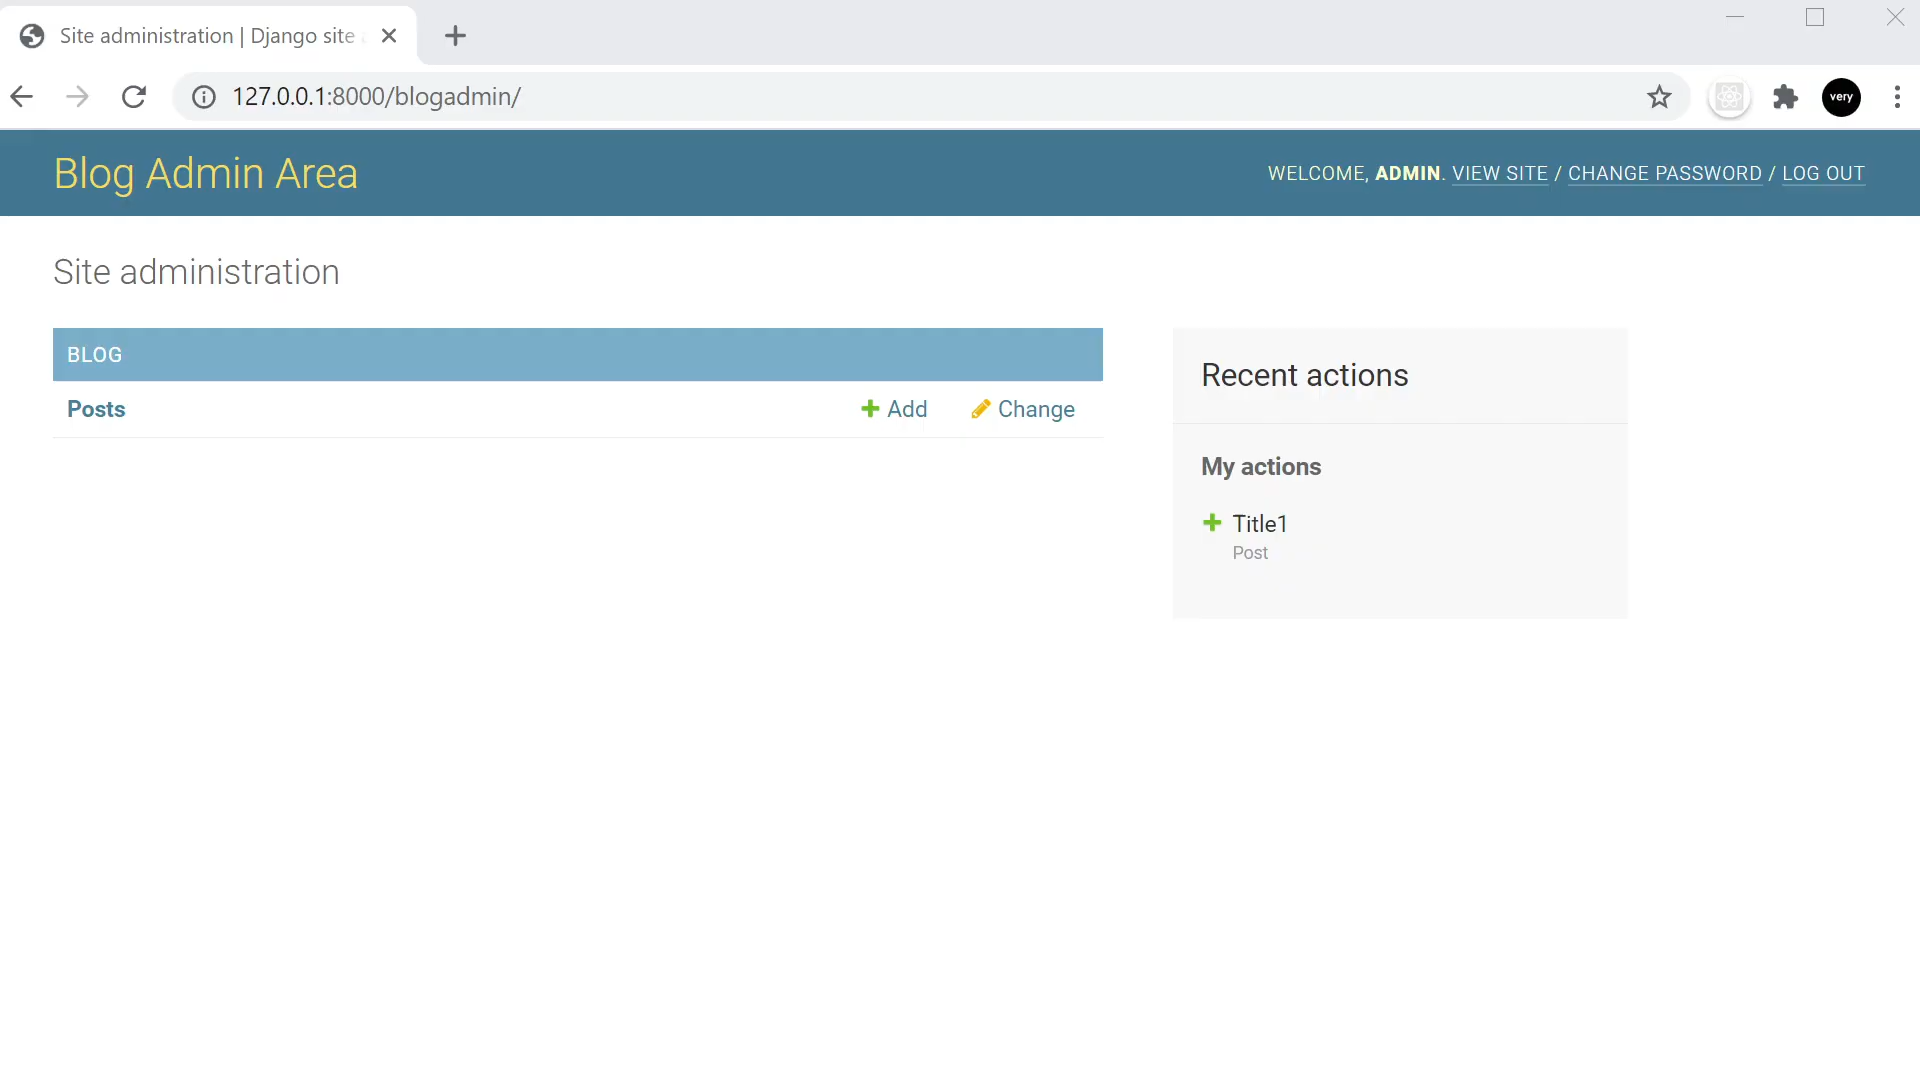 Site administration | Django site
127.0.0.1:8000/blogadmin/
very
Blog Admin Area
WELCOME, ADMIN. VIEW SITE / CHANGE PASSWORD / LOG OUT
Site administration
BLOG
Posts
Add
Change
Recent actions
My actions
Title1
Post